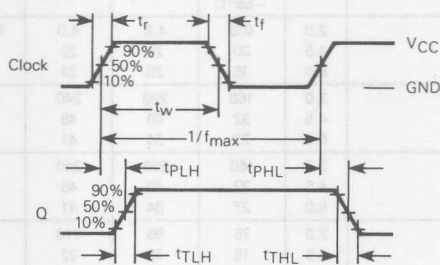 tr tf
90% VCC
Clock 50%
10% GND
tw
1/fmax
tPLH tPHL
90%
Q 50%
10%
tTLH tTHL